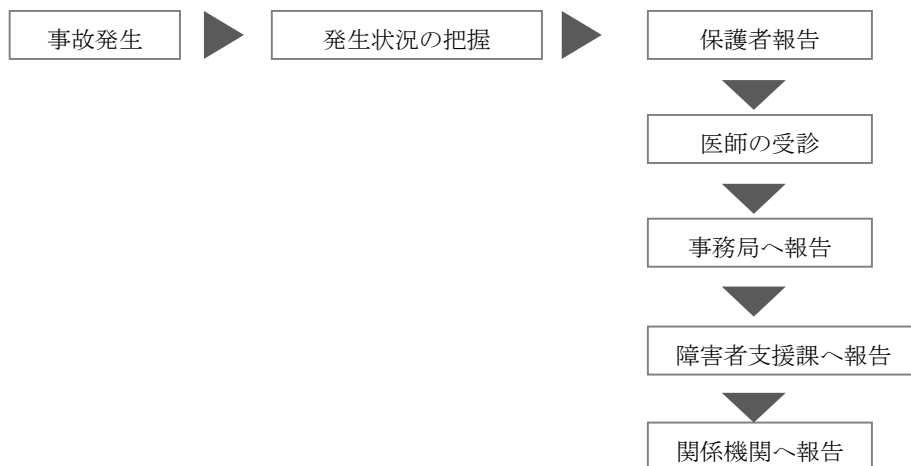 事故発生
発生状況の把握
保護者報告
医師の受診
事務局へ報告
障害者支援課へ報告
関係機関へ報告